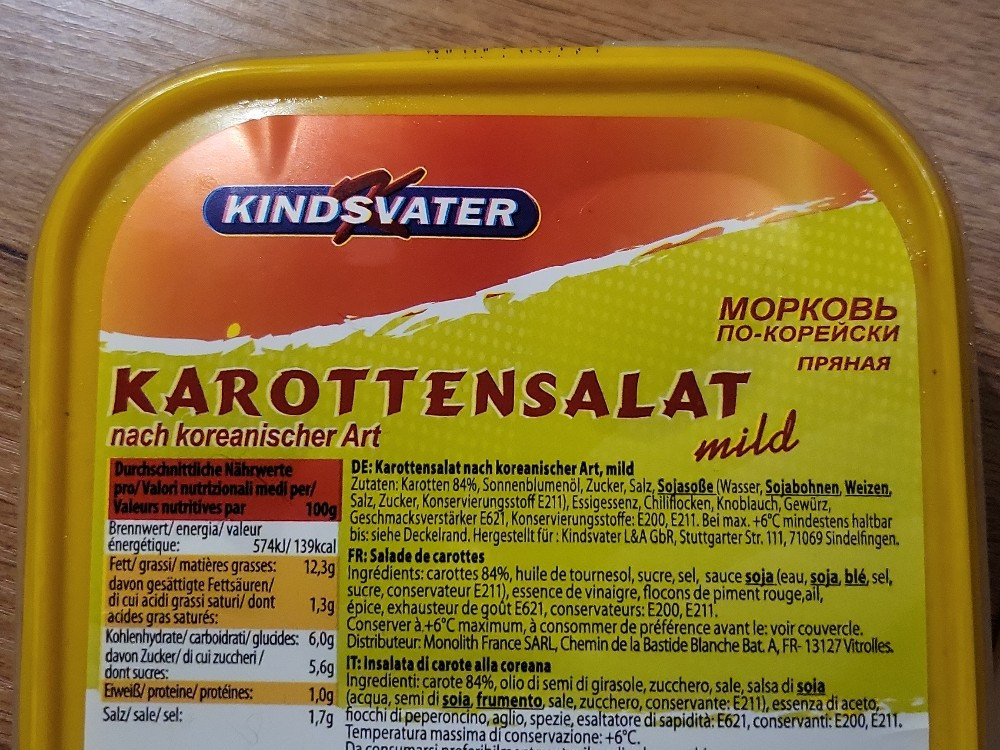 KINDSVATER
МОРКОВЬ
ПО-КОРЕЙСКИ
ПРЯНАЯ
KAROTTENSALAT
nach koreanischer Art
mild
Durchschnittliche Nährwerte
pro/ Valori nutrizionali medi per/
Valeurs nutritives par 100g
Brennwert/ energia/ valeur
énergétique: 574kJ/ 139kcal
Fett/ grassi/ matières grasses: 12,3g
davon gesättigte Fettsäuren/
di cui acidi grassi saturi/ dont
acides gras saturés: 1,3g
Kohlenhydrate/ carboidrati/ glucides: 6,0g
davon Zucker/ di cui zuccheri /
dont sucres: 5,6g
Eiweiß/ proteine/ protéines: 1,0g
Salz/ sale/ sel: 1,7g
DE: Karottensalat nach koreanischer Art, mild
Zutaten: Karotten 84%, Sonnenblumenöl, Zucker, Salz, Sojasoße (Wasser, Sojabohnen, Weizen,
Salz, Zucker, Konservierungsstoff E211), Essigessenz, Chiliflocken, Knoblauch, Gewürz,
Geschmacksverstärker E621, Konservierungsstoffe: E200, E211. Bei max. +6°C mindestens haltbar
bis: siehe Deckelrand. Hergestellt für : Kindsvater L&A GbR, Stuttgarter Str. 111, 71069 Sindelfingen.
FR: Salade de carottes
Ingrédients: carottes 84%, huile de tournesol, sucre, sel, sauce soja (eau, soja, blé, sel,
sucre, conservateur E211), essence de vinaigre, flocons de piment rouge,ail,
épice, exhausteur de goût E621, conservateurs: E200, E211.
Conserver à.+6°C maximum, à consommer de préférence avant le: voir couvercle.
Distributeur: Monolith France SARL, Chemin de la Bastide Blanche Bat. A, FR- 13127 Vitrolles.
IT: Insalata di carote alla coreana
Ingredienti: carote 84%, olio di semi di girasole, zucchero, sale, salsa di soia
(acqua, semi di soia, frumento, sale, zucchero, conservante: E211), essenza di aceto,
fiocchi di peperoncino, aglio, spezie, esaltatore di sapidità: E621, conservanti: E200, E211.
Temperatura massima di conservazione: +6°C.